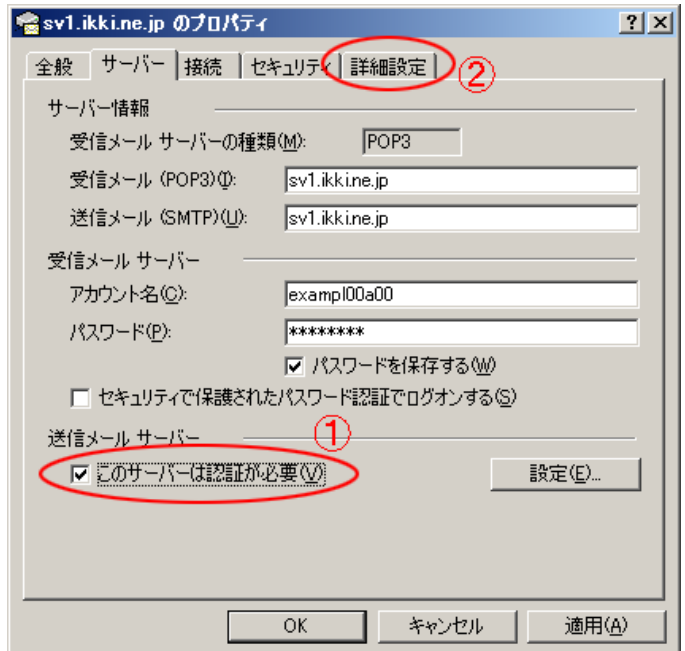 sv1.ikki.ne.jp のプロパティ ? ×
全般 サーバー 接続 セキュリティ 詳細設定 ②
サーバー情報
受信メール サーバーの種類(M): POP3
受信メール (POP3)(I): sv1.ikki.ne.jp
送信メール (SMTP)(U): sv1.ikki.ne.jp
受信メール サーバー
アカウント名(C): exampl00a00
パスワード(P): ********
パスワードを保存する(W)
セキュリティで保護されたパスワード認証でログオンする(S)
送信メール サーバー ①
このサーバーは認証が必要(V) 設定(E)...
OK キャンセル 適用(A)